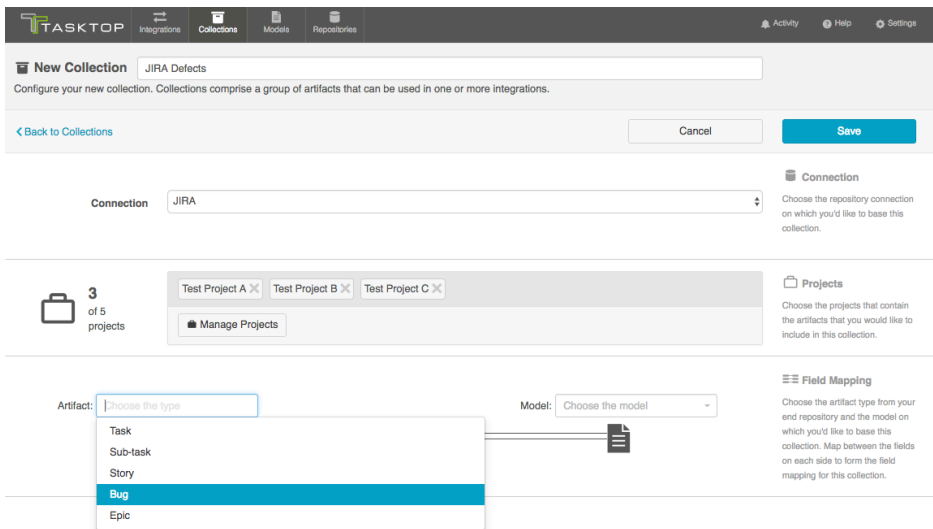 TASKTOP
Integrations
Collections
Models
Repositories
Activity
Help
Settings
New Collection
JIRA Defects
Configure your new collection. Collections comprise a group of artifacts that can be used in one or more integrations.
Back to Collections
Cancel
Save
Connection
JIRA
Connection
Choose the repository connection
on which you'd like to base this
collection.
3
of 5
projects
Test Project A
Test Project B
Test Project C
Manage Projects
Projects
Choose the projects that contain
the artifacts that you would like to
include in this collection.
Artifact:
Choose the type
Model:
Choose the model
Task
Sub-task
Story
Bug
Epic
Field Mapping
Choose the artifact type from your
end repository and the model on
which you'd like to base this
collection. Map between the fields
on each side to form the field
mapping for this collection.